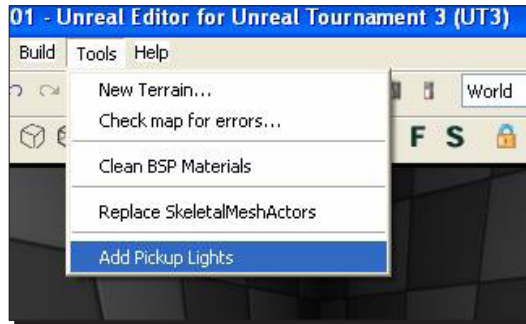 01 - Unreal Editor for Unreal Tournament 3 (UT3)
Build Tools Help
New Terrain...
World
Check map for errors...
F S
Clean BSP Materials
Replace SkeletalMeshActors
Add Pickup Lights